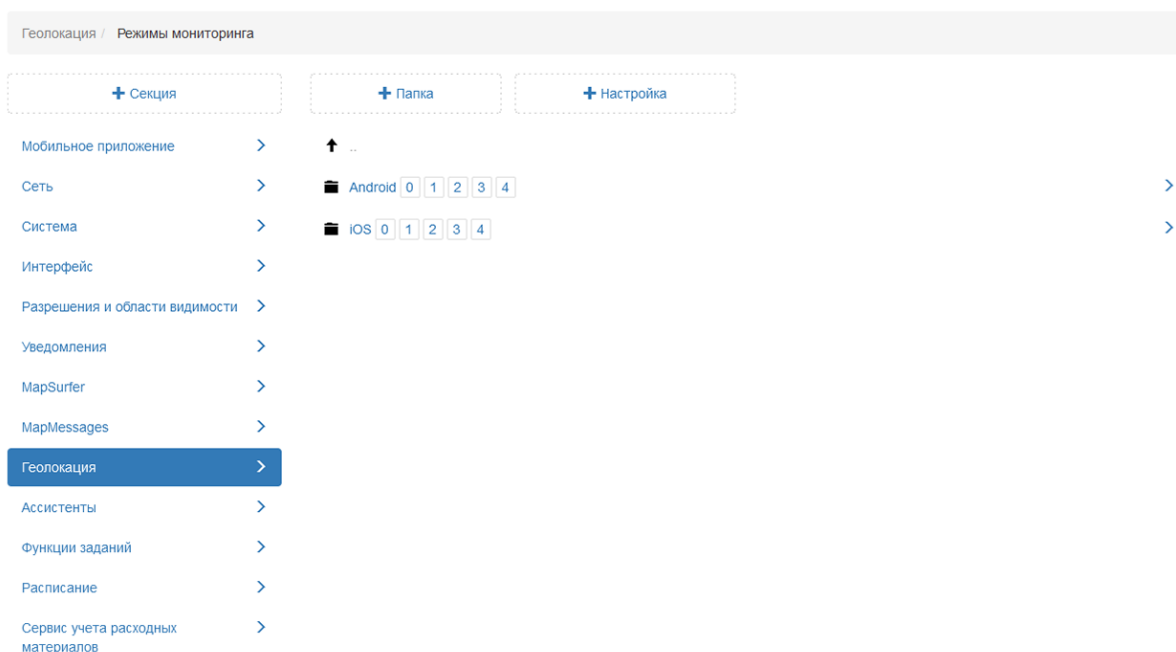 Геолокация / Режимы мониторинга
+ Секция
+ Папка
+ Настройка
Мобильное приложение
Сеть
Система
Интерфейс
Разрешения и области видимости
Уведомления
MapSurfer
MapMessages
Геолокация
Ассистенты
Функции заданий
Расписание
Сервис учета расходных
материалов
..
Android 0 1 2 3 4
iOS 0 1 2 3 4